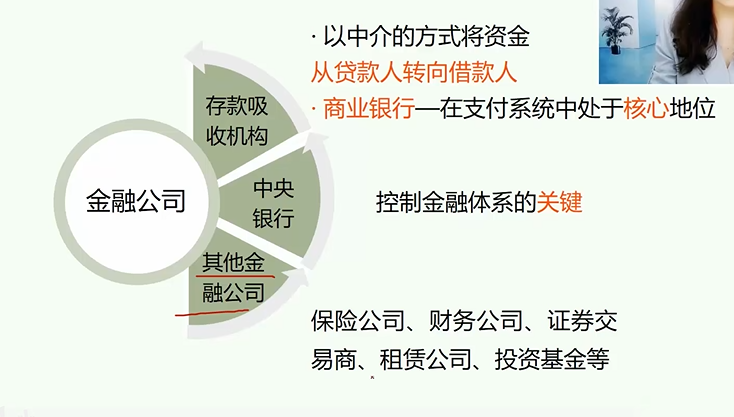 · 以中介的方式将资金
从贷款人转向借款人
· 商业银行—在支付系统中处于核心地位
存款吸
收机构
金融公司
中央
银行
控制金融体系的关键
其他金
融公司
保险公司、财务公司、证券交
易商、租赁公司、投资基金等